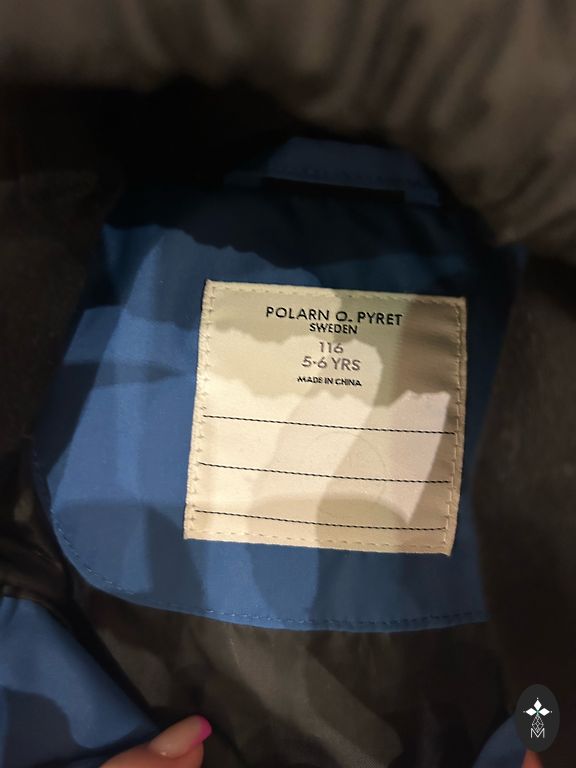 POLARN O. PYRET
SWEDEN
116
5-6 YRS
MADE IN CHINA